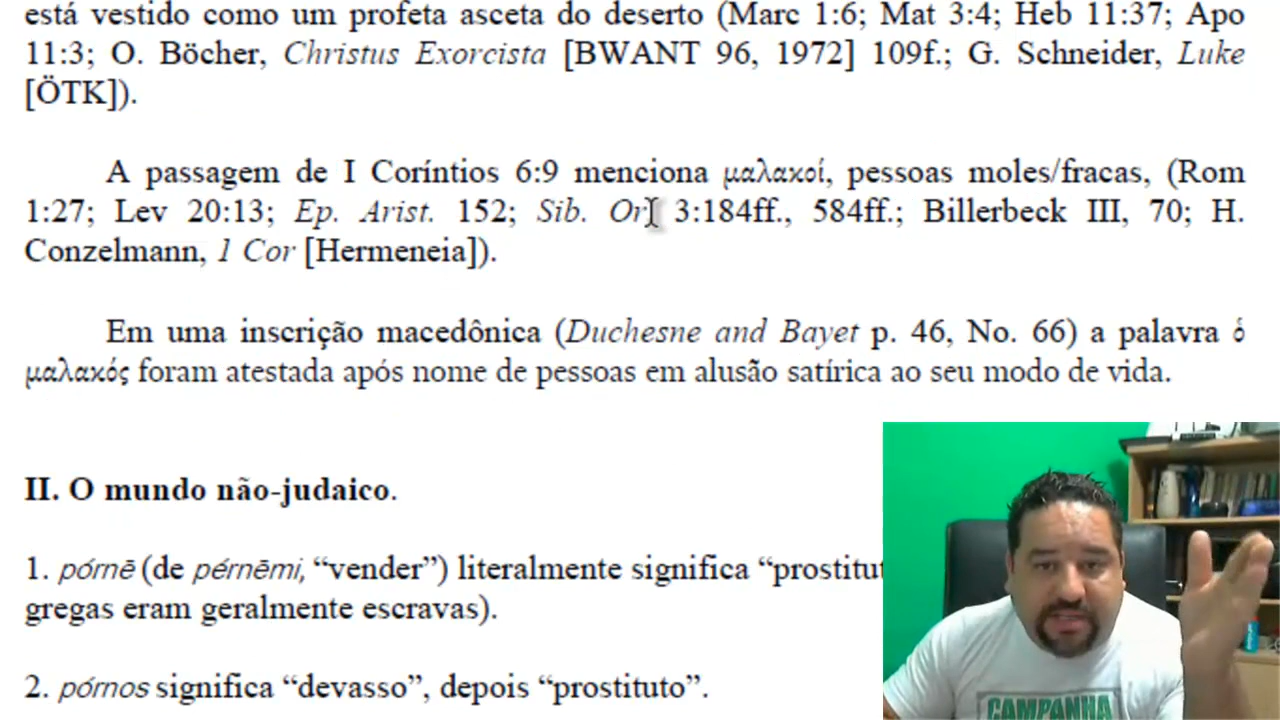 está vestido como um profeta asceta do deserto (Marc 1:6; Mat 3:4; Heb 11:37; Apo
11:3; O. Böcher, Christus Exorcista [BWANT 96, 1972] 109f.; G. Schneider, Luke
[ÖTK]).
A passagem de I Coríntios 6:9 menciona μαλακοί, pessoas moles/fracas, (Rom
1:27; Lev 20:13; Ep. Arist. 152; Sib. Or 3:184ff., 584ff.; Billerbeck III, 70; H.
Conzelmann, 1 Cor [Hermeneia]).
Em uma inscrição macedônica (Duchesne and Bayet p. 46, No. 66) a palavra ὁ
μαλακός foram atestada após nome de pessoas em alusão satírica ao seu modo de vida.
II. O mundo não-judaico.
1. pórnē (de pérnēmi, “vender”) literalmente significa “prostitut
gregas eram geralmente escravas).
2. pórnos significa “devasso”, depois “prostituto”.
CAMPANHA